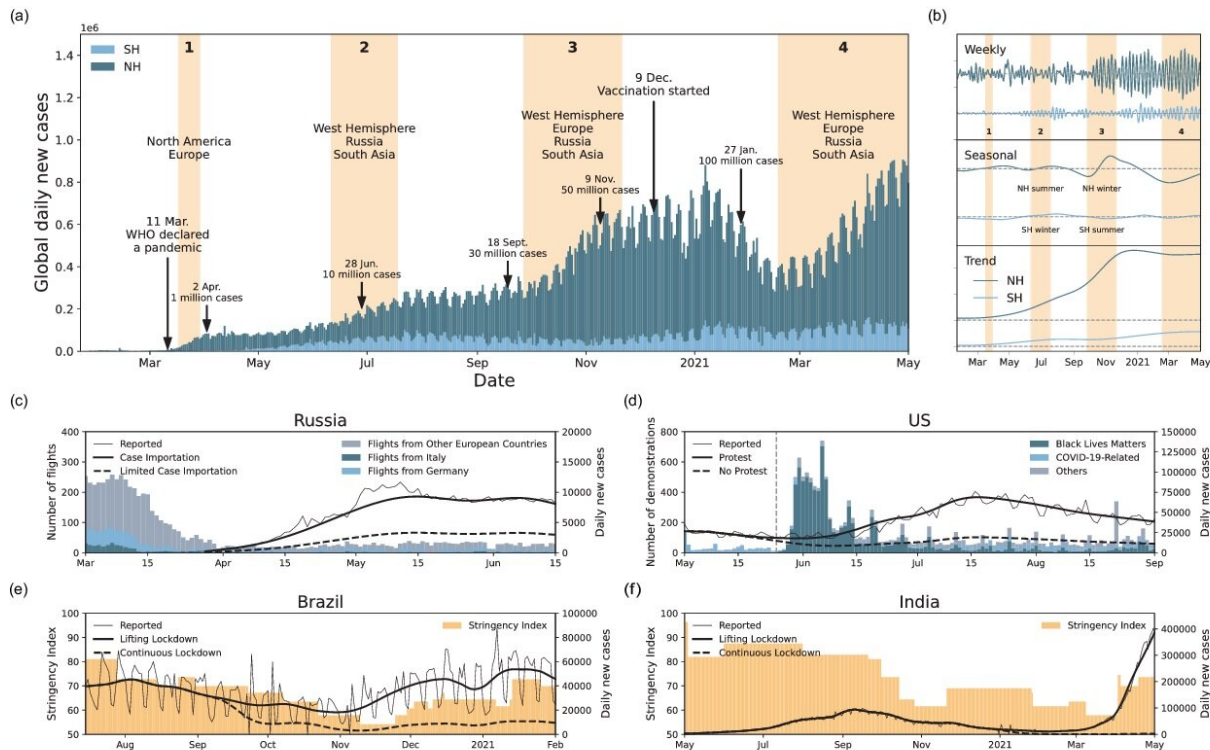 (a)
1e6
1.4
1.2
1.0
0.8
0.6
0.4
0.2
0.0
Global daily new cases
SH
NH
1
2
3
4
North America
Europe
West Hemisphere
Russia
South Asia
West Hemisphere
Europe
Russia
South Asia
West Hemisphere
Europe
Russia
South Asia
11 Mar.
WHO declared
a pandemic
2 Apr.
1 million cases
28 Jun.
10 million cases
18 Sept.
30 million cases
9 Nov.
50 million cases
9 Dec.
Vaccination started
27 Jan.
100 million cases
Mar May Jul Sep Nov 2021 Mar May
Date
(b)
Weekly
1 2 3 4
Seasonal
NH summer NH winter
SH winter SH summer
Trend
NH
SH
Mar May Jul Sep Nov 2021 Mar May
(c)
Russia
Number of flights
400
300
200
100
0
Reported
Case Importation
Limited Case Importation
Flights from Other European Countries
Flights from Italy
Flights from Germany
20000
15000
10000
5000
0
Daily new cases
Mar 15 Apr 15 May 15 Jun 15
(d)
US
Number of demonstrations
800
600
400
200
0
Reported
Protest
No Protest
Black Lives Matters
COVID-19-Related
Others
150000
125000
100000
75000
50000
25000
0
Daily new cases
May 15 Jun 15 Jul 15 Aug 15 Sep
(e)
Brazil
Stringency Index
100
90
80
70
60
50
Reported
Lifting Lockdown
Continuous Lockdown
Stringency Index
100000
80000
60000
40000
20000
0
Daily new cases
Aug Sep Oct Nov Dec 2021 Feb
(f)
India
Stringency Index
100
90
80
70
60
50
Reported
Lifting Lockdown
Continuous Lockdown
Stringency Index
400000
300000
200000
100000
0
Daily new cases
May Jul Sep Nov 2021 Mar May